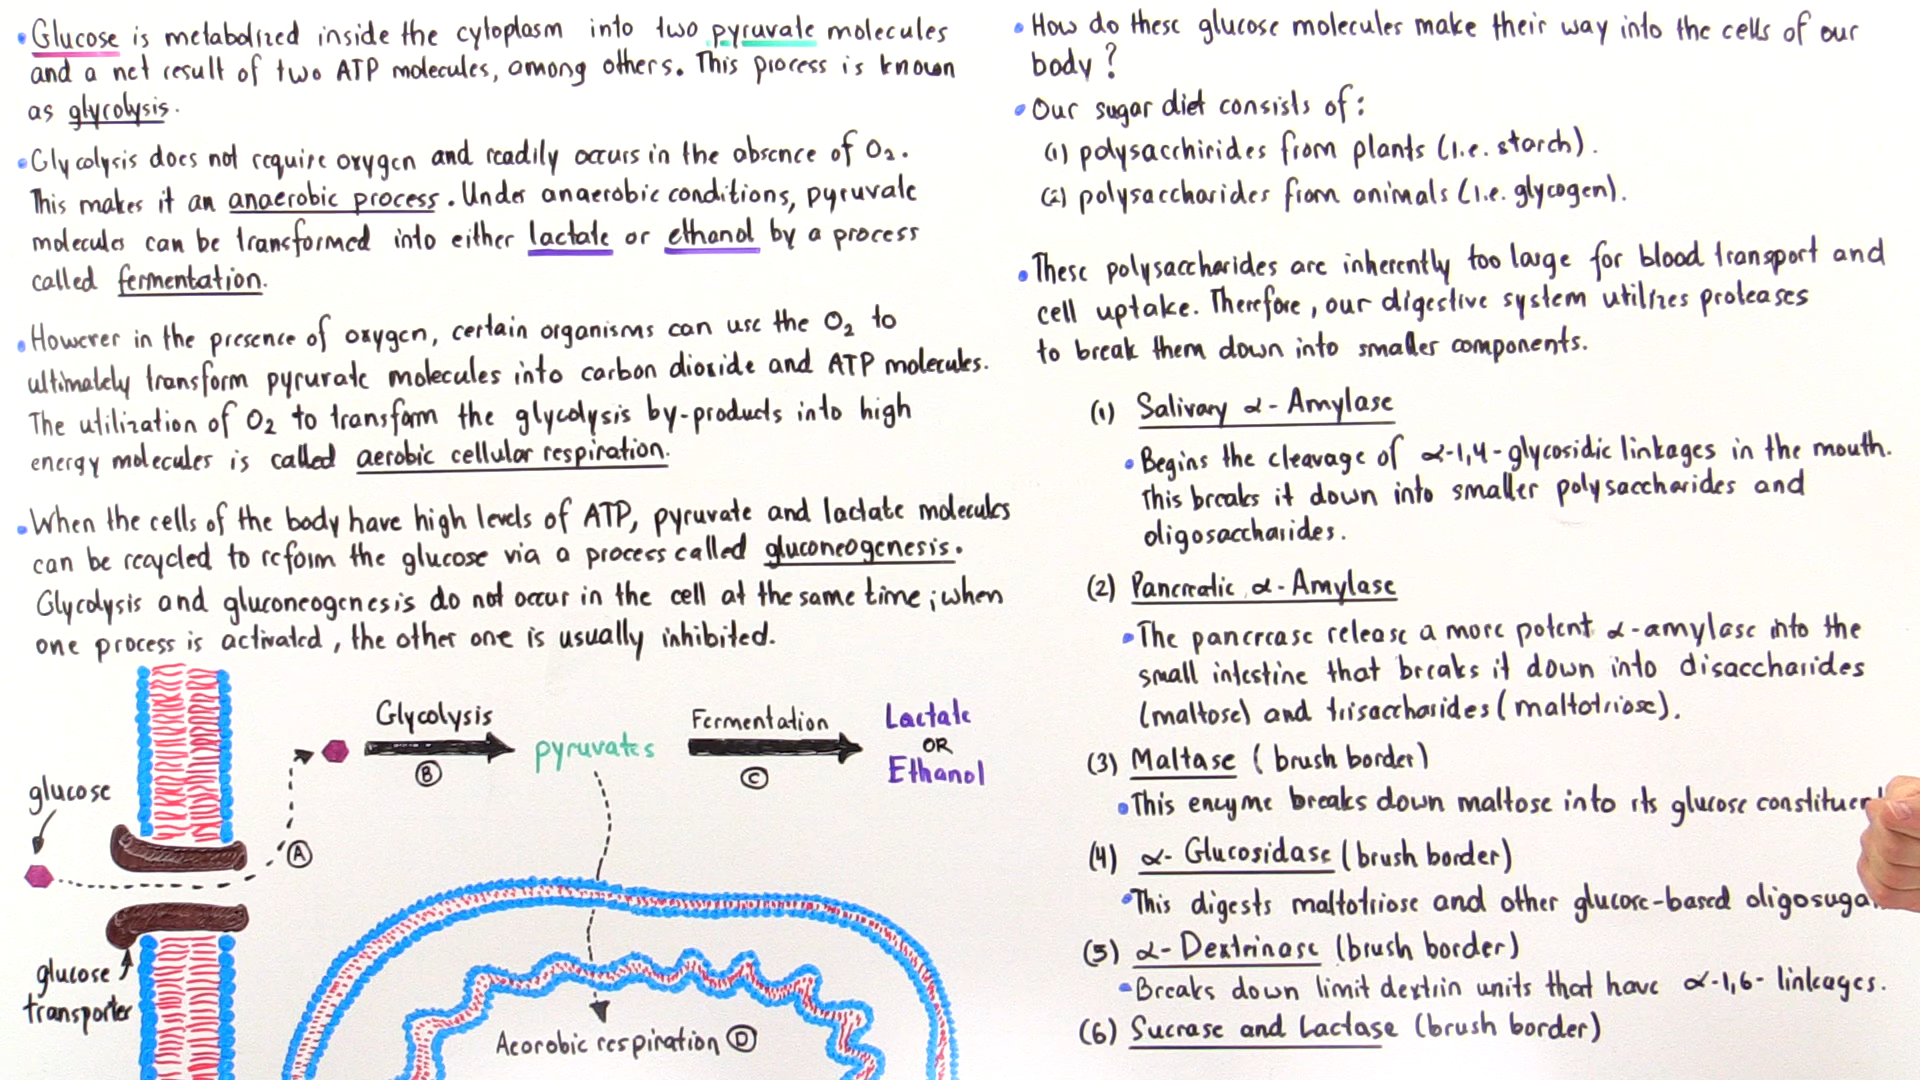 • Glucose is metabolized inside the cytoplasm into two pyruvate molecules
and a net result of two ATP molecules, among others. This process is known
as glycolysis.
• Glycolysis does not require oxygen and readily occurs in the absence of O₂.
This makes it an anaerobic process. Under anaerobic conditions, pyruvate
molecules can be transformed into either lactate or ethanol by a process
called fermentation.
• However in the presence of oxygen, certain organisms can use the O₂ to
ultimately transform pyruvate molecules into carbon dioxide and ATP molecules.
The utilization of O₂ to transform the glycolysis by-products into high
energy molecules is called aerobic cellular respiration.
• When the cells of the body have high levels of ATP, pyruvate and lactate molecules
can be recycled to reform the glucose via a process called gluconeogenesis.
Glycolysis and gluconeogenesis do not occur in the cell at the same time; when
one process is activated, the other one is usually inhibited.
glucose
A
Glycolysis
B
pyruvates
Fermentation
C
Lactate
OR
Ethanol
glucose
transporter
Aerobic respiration D
• How do these glucose molecules make their way into the cells of our
body?
• Our sugar diet consists of:
(1) polysacchirides from plants (i.e. starch).
(2) polysaccharides from animals (i.e. glycogen).
• These polysaccharides are inherently too large for blood transport and
cell uptake. Therefore, our digestive system utilizes proteases
to break them down into smaller components.
(1) Salivary α-Amylase
• Begins the cleavage of α-1,4-glycosidic linkages in the mouth.
This breaks it down into smaller polysaccharides and
oligosaccharides.
(2) Pancreatic α-Amylase
• The pancrease release a more potent α-amylase into the
small intestine that breaks it down into disaccharides
(maltose) and trisaccharides (maltotriose).
(3) Maltase (brush border)
• This enzyme breaks down maltose into its glucose constituen
(4) α-Glucosidase (brush border)
• This digests maltotriose and other glucose-based oligosuga
(5) α-Dextrinase (brush border)
• Breaks down limit dextrin units that have α-1,6-linkages.
(6) Sucrase and Lactase (brush border)